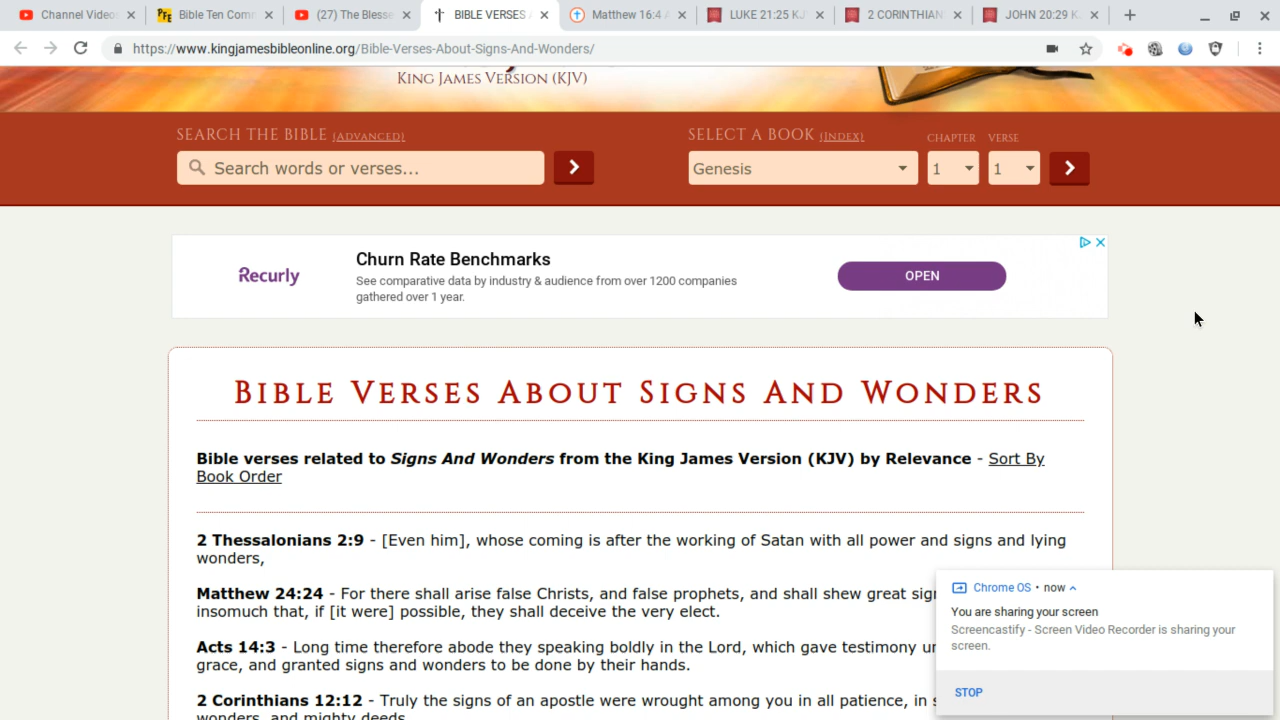 Channel Videos
Bible Ten Comm
(27) The Blesse
BIBLE VERSES
Matthew 16:4
LUKE 21:25 KJ
2 CORINTHIAN
JOHN 20:29 K
https://www.kingjamesbibleonline.org/Bible-Verses-About-Signs-And-Wonders/
KING JAMES VERSION (KJV)
SEARCH THE BIBLE [ADVANCED]
SELECT A BOOK [INDEX]
CHAPTER
VERSE
Search words or verses...
Genesis
1
1
Recurly
Churn Rate Benchmarks
See comparative data by industry & audience from over 1200 companies
gathered over 1 year.
OPEN
BIBLE VERSES ABOUT SIGNS AND WONDERS
Bible verses related to Signs And Wonders from the King James Version (KJV) by Relevance - Sort By
Book Order
2 Thessalonians 2:9 - [Even him], whose coming is after the working of Satan with all power and signs and lying
wonders,
Matthew 24:24 - For there shall arise false Christs, and false prophets, and shall shew great
insomuch that, if [it were] possible, they shall deceive the very elect.
Acts 14:3 - Long time therefore abode they speaking boldly in the Lord, which gave testimony
grace, and granted signs and wonders to be done by their hands.
2 Corinthians 12:12 - Truly the signs of an apostle were wrought among you in all patience, in
wonders, and mighty deeds
Chrome OS • now
You are sharing your screen
Screencastify - Screen Video Recorder is sharing your
screen.
STOP